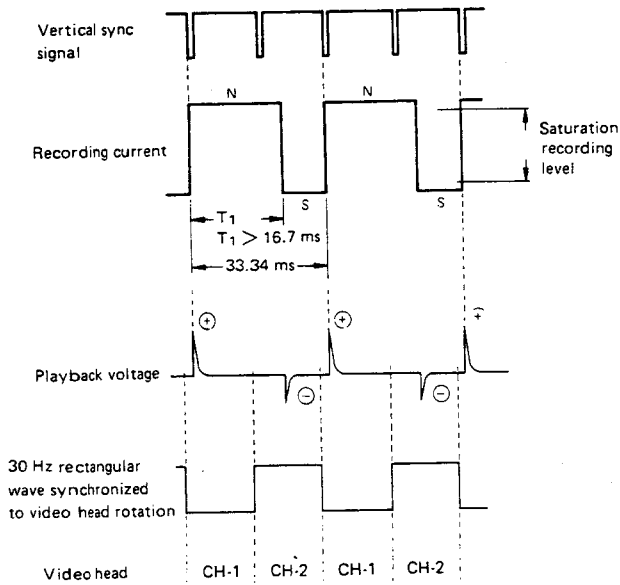 Vertical sync
signal
N
N
Recording current
Saturation
recording
level
S
S
T1
T1 > 16.7 ms
33.34 ms
+
+
+
Playback voltage
−
−
30 Hz rectangular
wave synchronized
to video head rotation
Video head
CH-1
CH-2
CH-1
CH-2